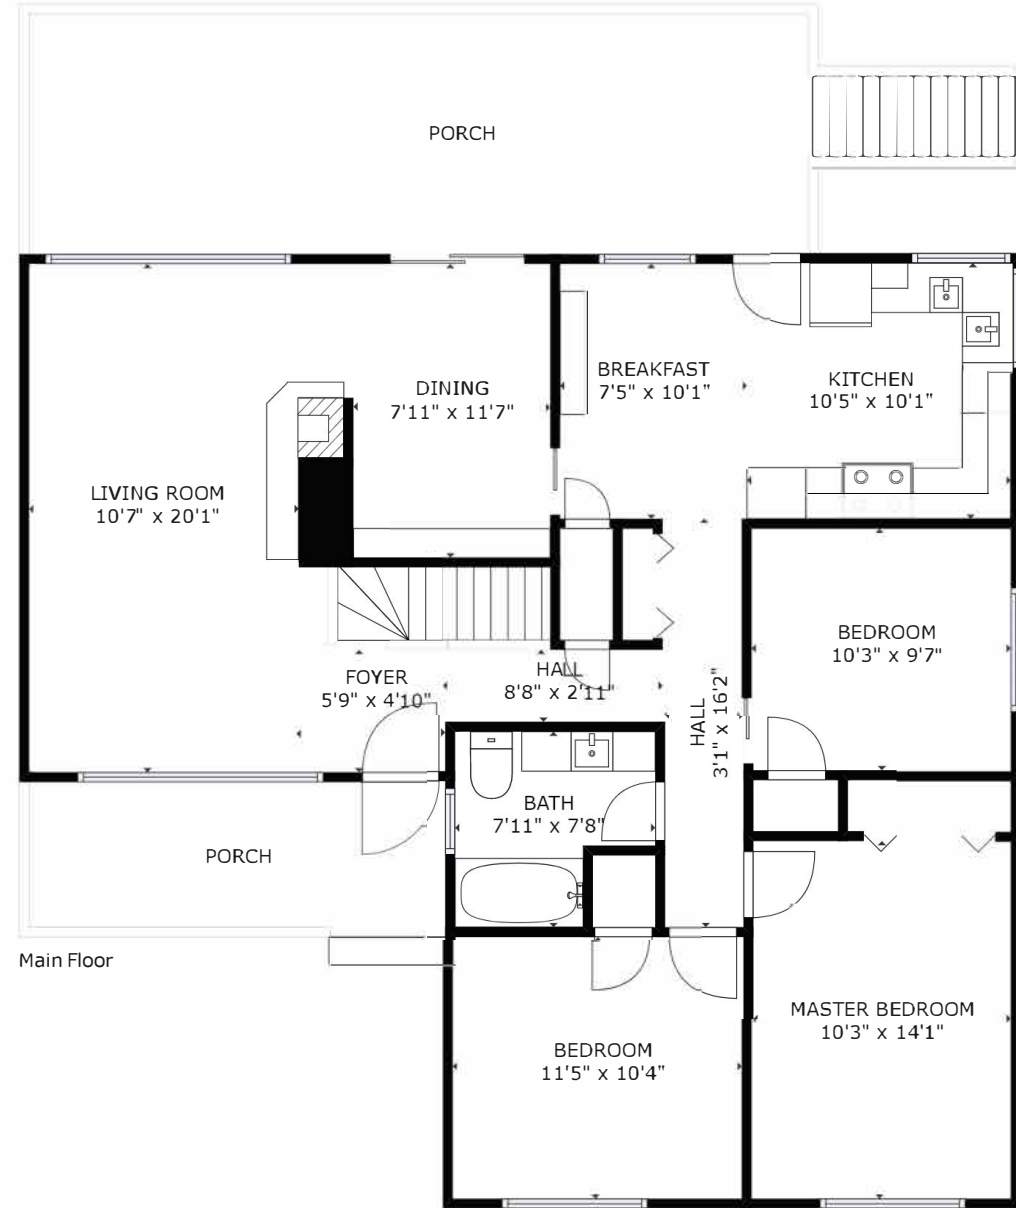 PORCH
DINING
7'11" x 11'7"
BREAKFAST
7'5" x 10'1"
KITCHEN
10'5" x 10'1"
LIVING ROOM
10'7" x 20'1"
BEDROOM
10'3" x 9'7"
FOYER
5'9" x 4'10"
HALL
8'8" x 2'11"
HALL
3'1" x 16'2"
BATH
7'11" x 7'8"
PORCH
Main Floor
MASTER BEDROOM
10'3" x 14'1"
BEDROOM
11'5" x 10'4"